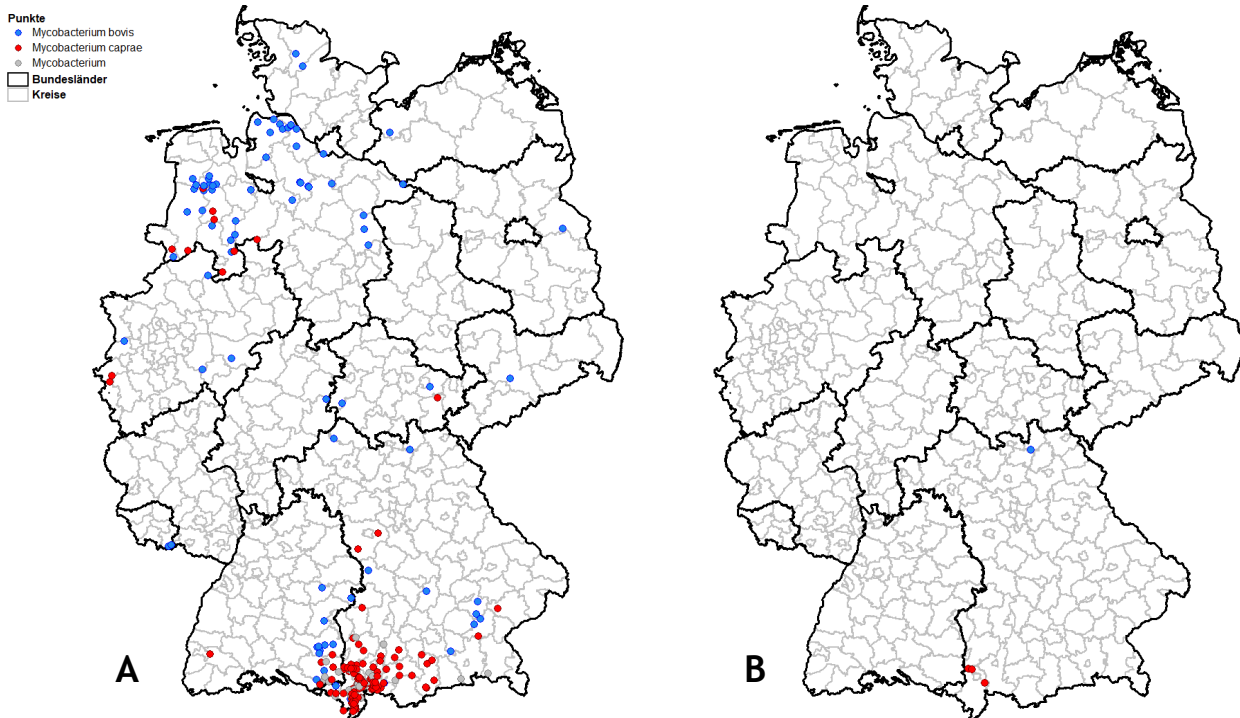 Punkte
Mycobacterium bovis
Mycobacterium caprae
Mycobacterium
Bundesländer
Kreise
A
B